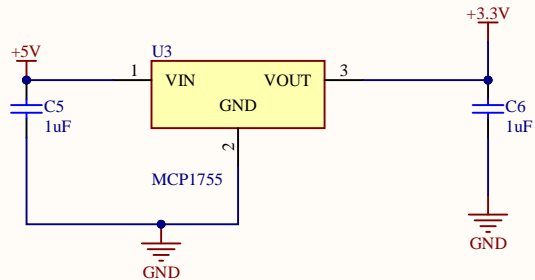 +3.3V
+5V
U3
1
VIN
VOUT
3
GND
C5
1uF
C6
1uF
2
MCP1755
GND
GND